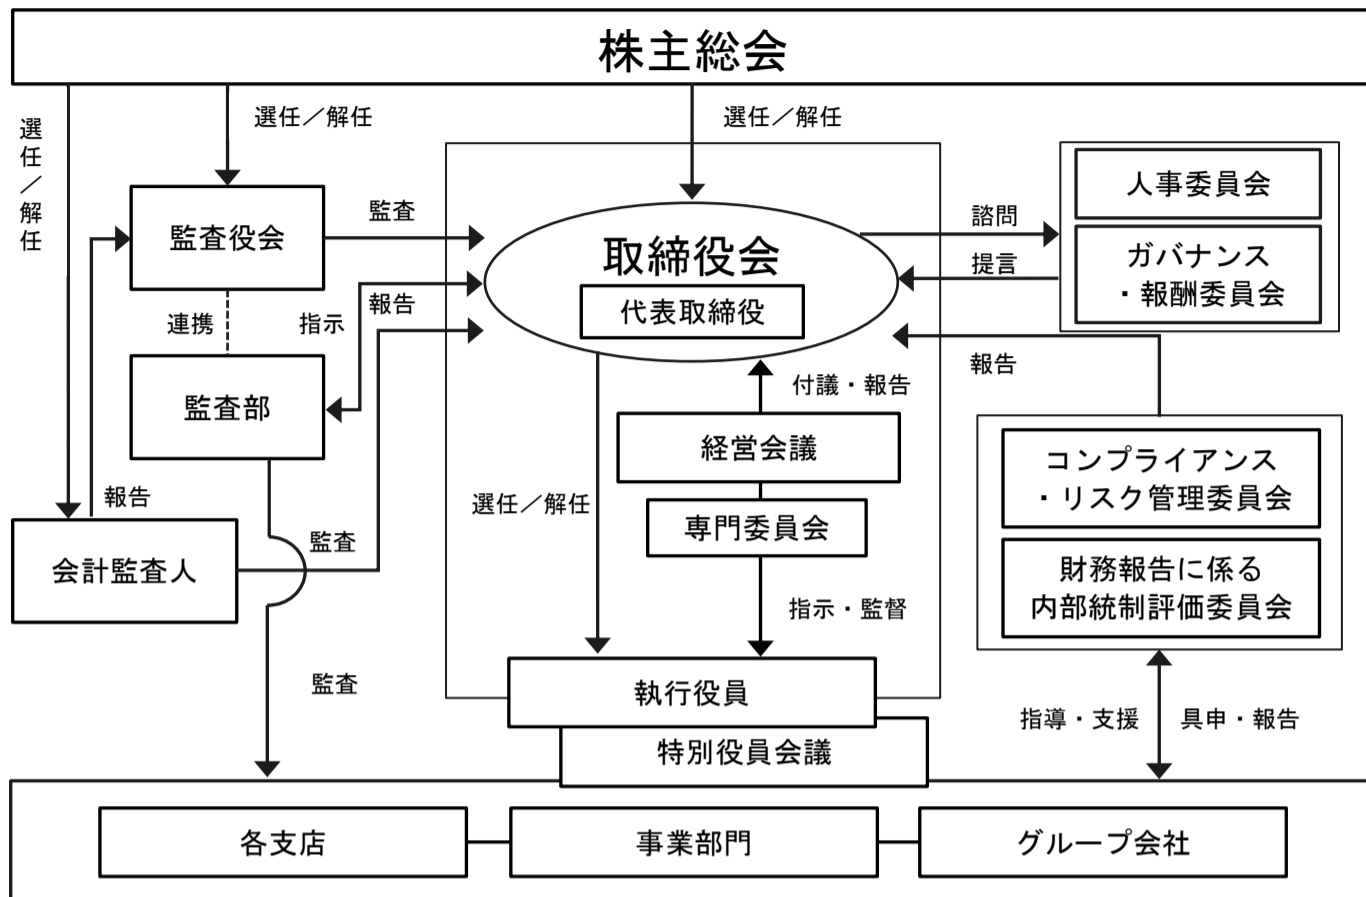 株主総会
選任／解任
選任／解任
選任／解任
監査役会
監査
取締役会
代表取締役
諮問
提言
人事委員会
ガバナンス
・報酬委員会
連携
指示
報告
報告
監査部
付議・報告
経営会議
専門委員会
選任／解任
コンプライアンス
・リスク管理委員会
財務報告に係る
内部統制評価委員会
報告
会計監査人
監査
指示・監督
監査
執行役員
特別役員会議
指導・支援
具申・報告
各支店
事業部門
グループ会社